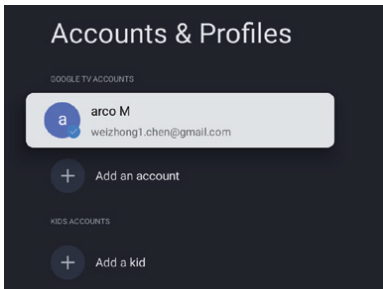 Accounts & Profiles
GOOGLE TV ACCOUNTS
a
arco M
weizhong1.chen@gmail.com
+ Add an account
KIDS ACCOUNTS
+ Add a kid